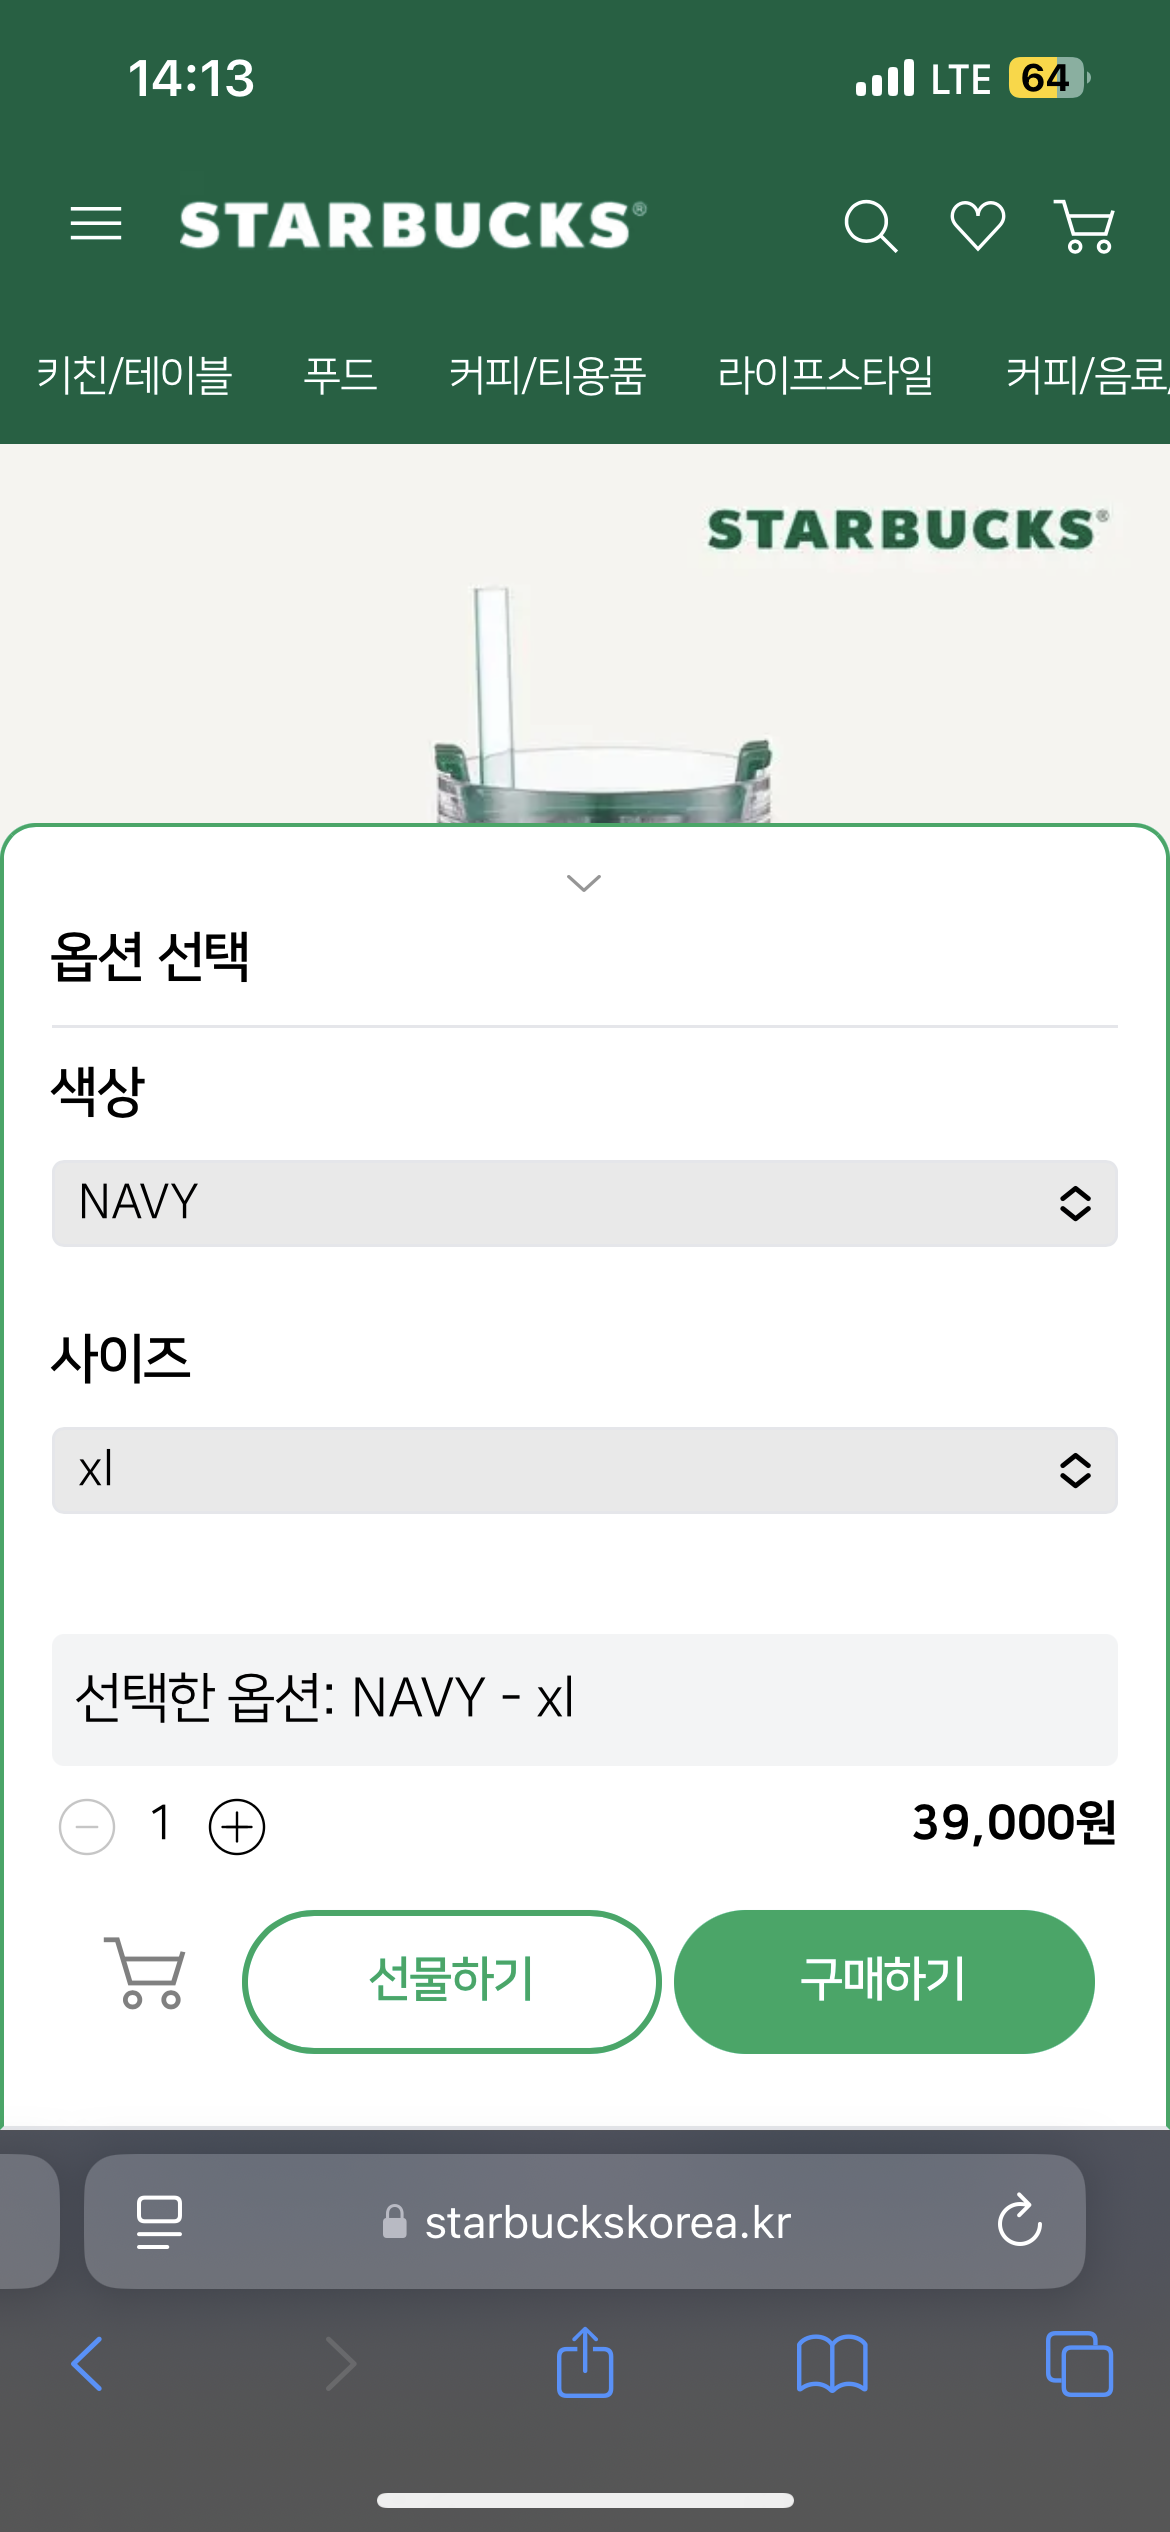 14:13 LTE 64
STARBUCKS®
키친/테이블 푸드 커피/티용품 라이프스타일 커피/음료/
STARBUCKS®
옵션 선택
색상
NAVY
사이즈
xl
선택한 옵션: NAVY - xl
1 39,000원
선물하기 구매하기
starbuckskorea.kr